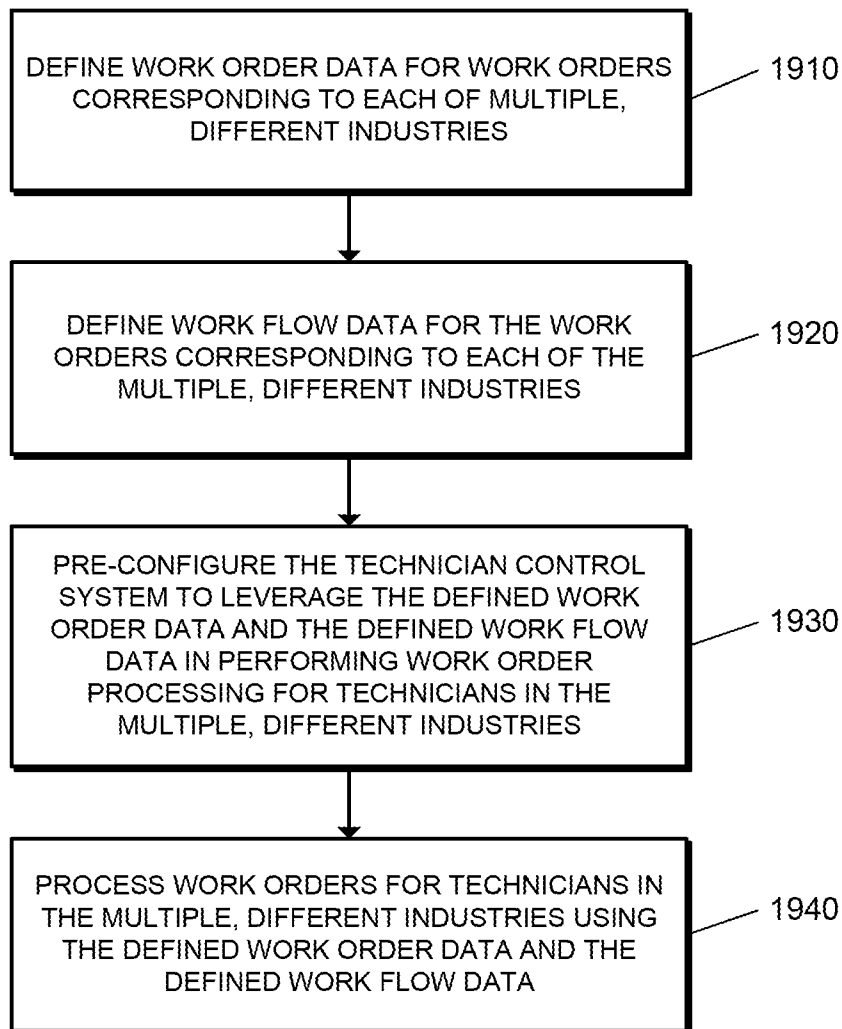 DEFINE WORK ORDER DATA FOR WORK ORDERS
CORRESPONDING TO EACH OF MULTIPLE,
DIFFERENT INDUSTRIES
1910
DEFINE WORK FLOW DATA FOR THE WORK
ORDERS CORRESPONDING TO EACH OF THE
MULTIPLE, DIFFERENT INDUSTRIES
1920
PRE-CONFIGURE THE TECHNICIAN CONTROL
SYSTEM TO LEVERAGE THE DEFINED WORK
ORDER DATA AND THE DEFINED WORK FLOW
DATA IN PERFORMING WORK ORDER
PROCESSING FOR TECHNICIANS IN THE
MULTIPLE, DIFFERENT INDUSTRIES
1930
PROCESS WORK ORDERS FOR TECHNICIANS IN
THE MULTIPLE, DIFFERENT INDUSTRIES USING
THE DEFINED WORK ORDER DATA AND THE
DEFINED WORK FLOW DATA
1940